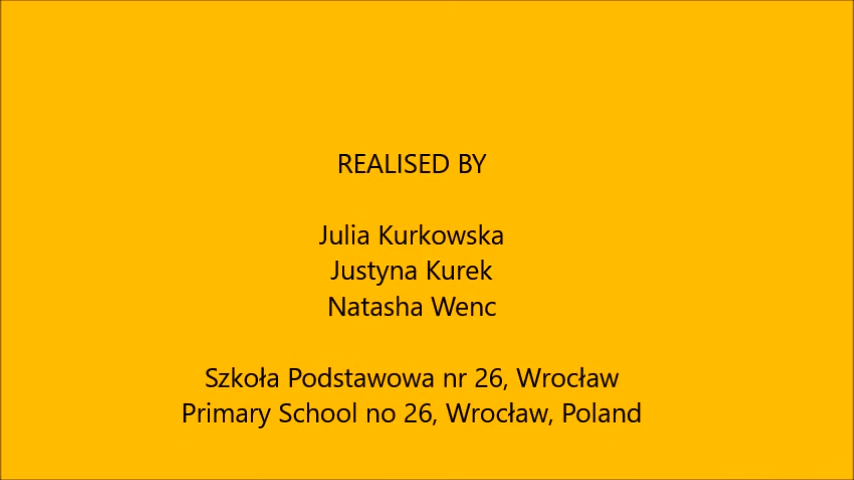 REALISED BY
Julia Kurkowska
Justyna Kurek
Natasha Wenc
Szkoła Podstawowa nr 26, Wrocław
Primary School no 26, Wrocław, Poland